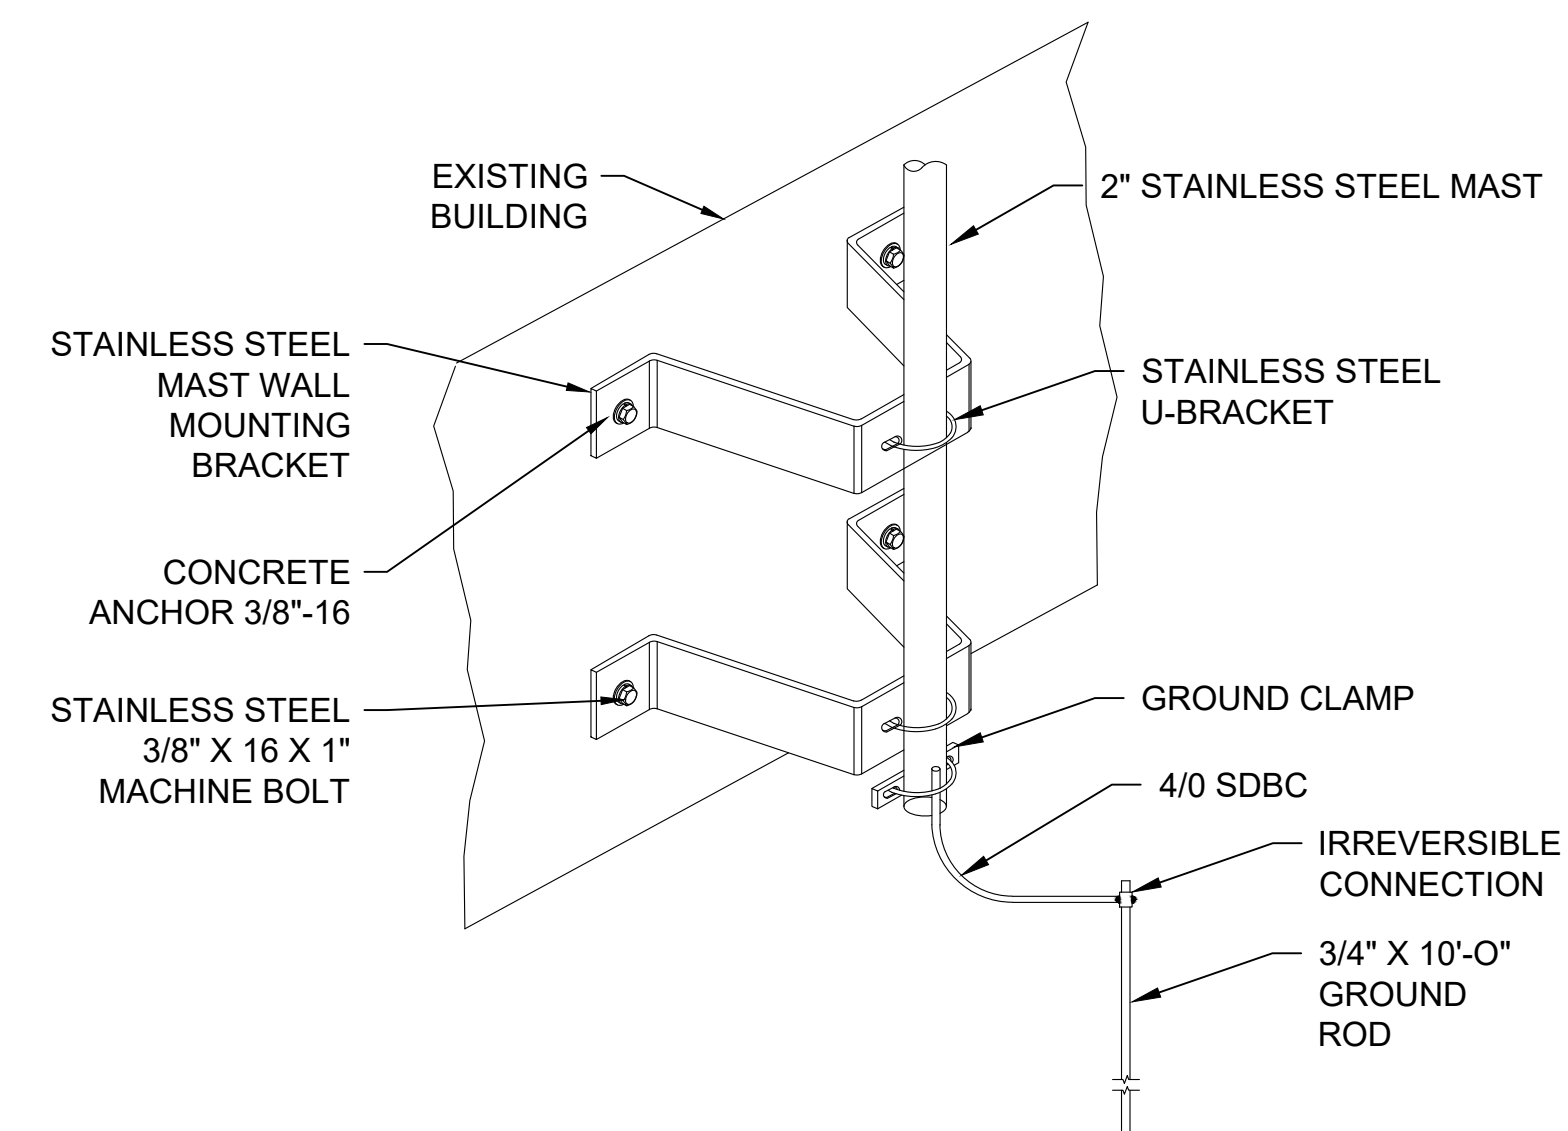 EXISTING
BUILDING
2" STAINLESS STEEL MAST
STAINLESS STEEL
MAST WALL
MOUNTING
BRACKET
STAINLESS STEEL
U-BRACKET
CONCRETE
ANCHOR 3/8"-16
STAINLESS STEEL
3/8" X 16 X 1"
MACHINE BOLT
GROUND CLAMP
4/0 SDBC
IRREVERSIBLE
CONNECTION
3/4" X 10'-O"
GROUND
ROD